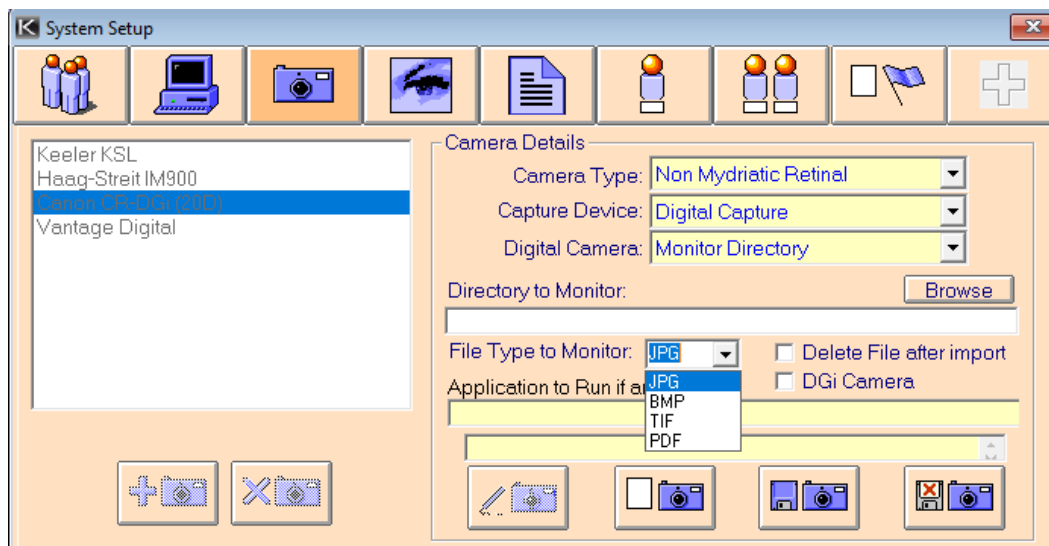 System Setup
Keeler KSL
Haag-Streit IM900
Canon CR-DGi (20D)
Vantage Digital
Camera Details
Camera Type: Non Mydriatic Retinal
Capture Device: Digital Capture
Digital Camera: Monitor Directory
Directory to Monitor: Browse
File Type to Monitor: JPG Delete File after import
JPG DGi Camera
Application to Run if
BMP
TIF
PDF